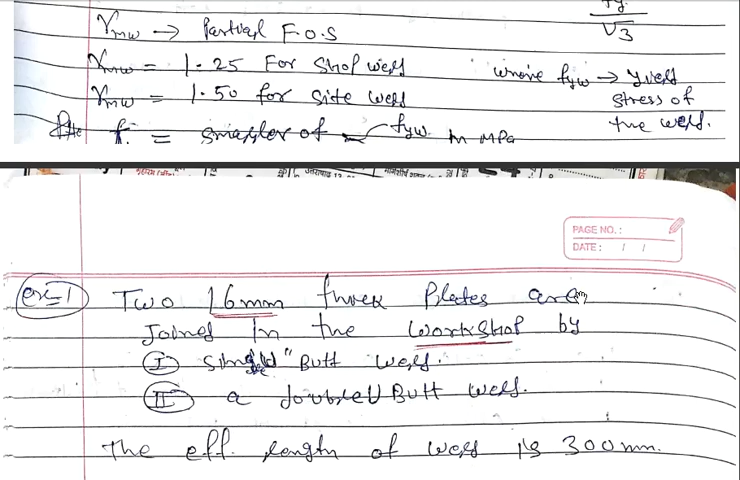 fy
√3
γmw → Partial F.O.S
γmw = 1.25 For Shop weld where fyw → yield
γmw = 1.50 for Site weld stress of
f = smaller of fyw in MPa the weld.
PAGE NO.:
DATE: / /
ex-1 Two 16mm thick Plates are
Joined In the workshop by
I Single "Butt weld.
II a double U Butt weld.
The eff. length of weld is 300mm.